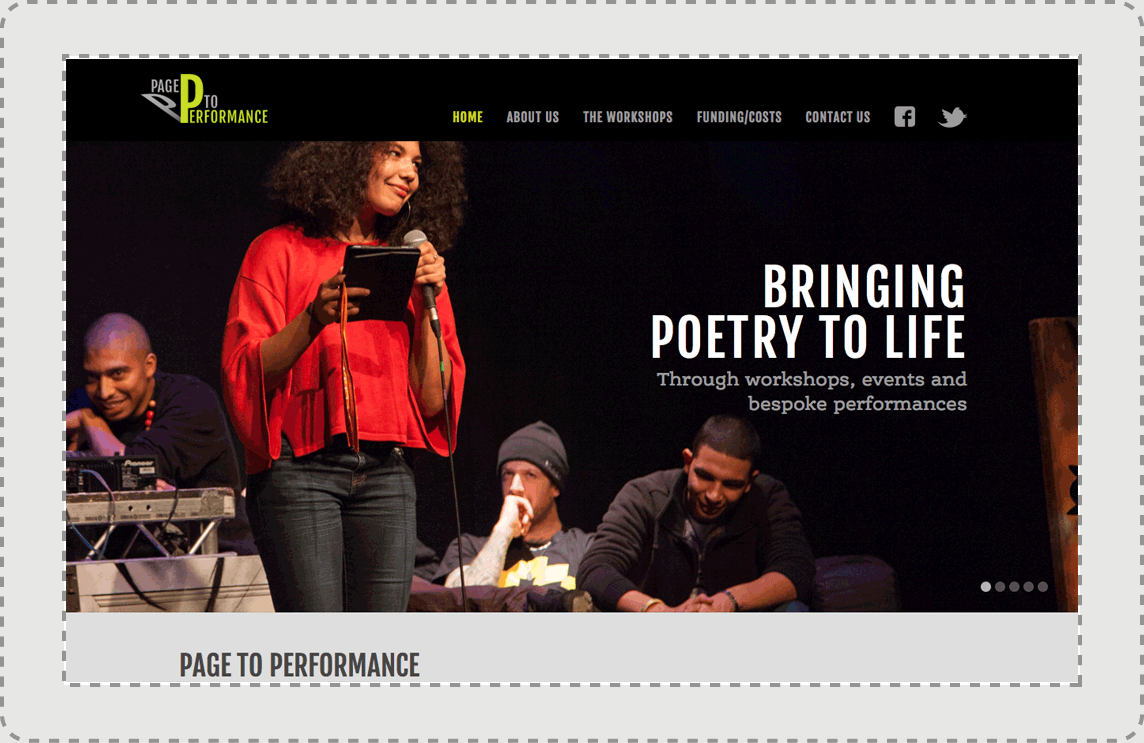 PAGE
P TO
PERFORMANCE
HOME ABOUT US THE WORKSHOPS FUNDING/COSTS CONTACT US
BRINGING
POETRY TO LIFE
Through workshops, events and
bespoke performances
Pioneer
PAGE TO PERFORMANCE